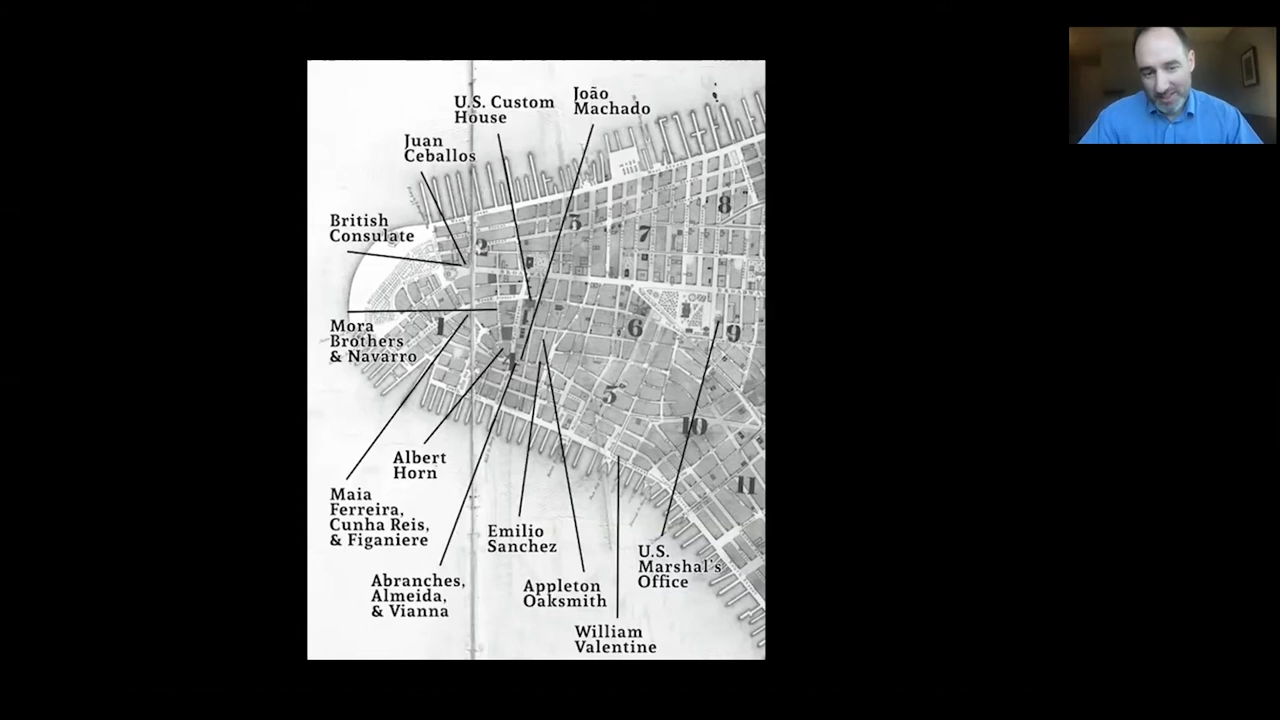 João
Machado
U.S. Custom
House
Juan
Ceballos
British
Consulate
8
3
7
2
Mora
Brothers
& Navarro
1
6
9
4
5
10
11
Albert
Horn
Maia
Ferreira,
Cunha Reis,
& Figaniere
Emilio
Sanchez
U.S.
Marshal's
Office
Abranches,
Almeida,
& Vianna
Appleton
Oaksmith
William
Valentine